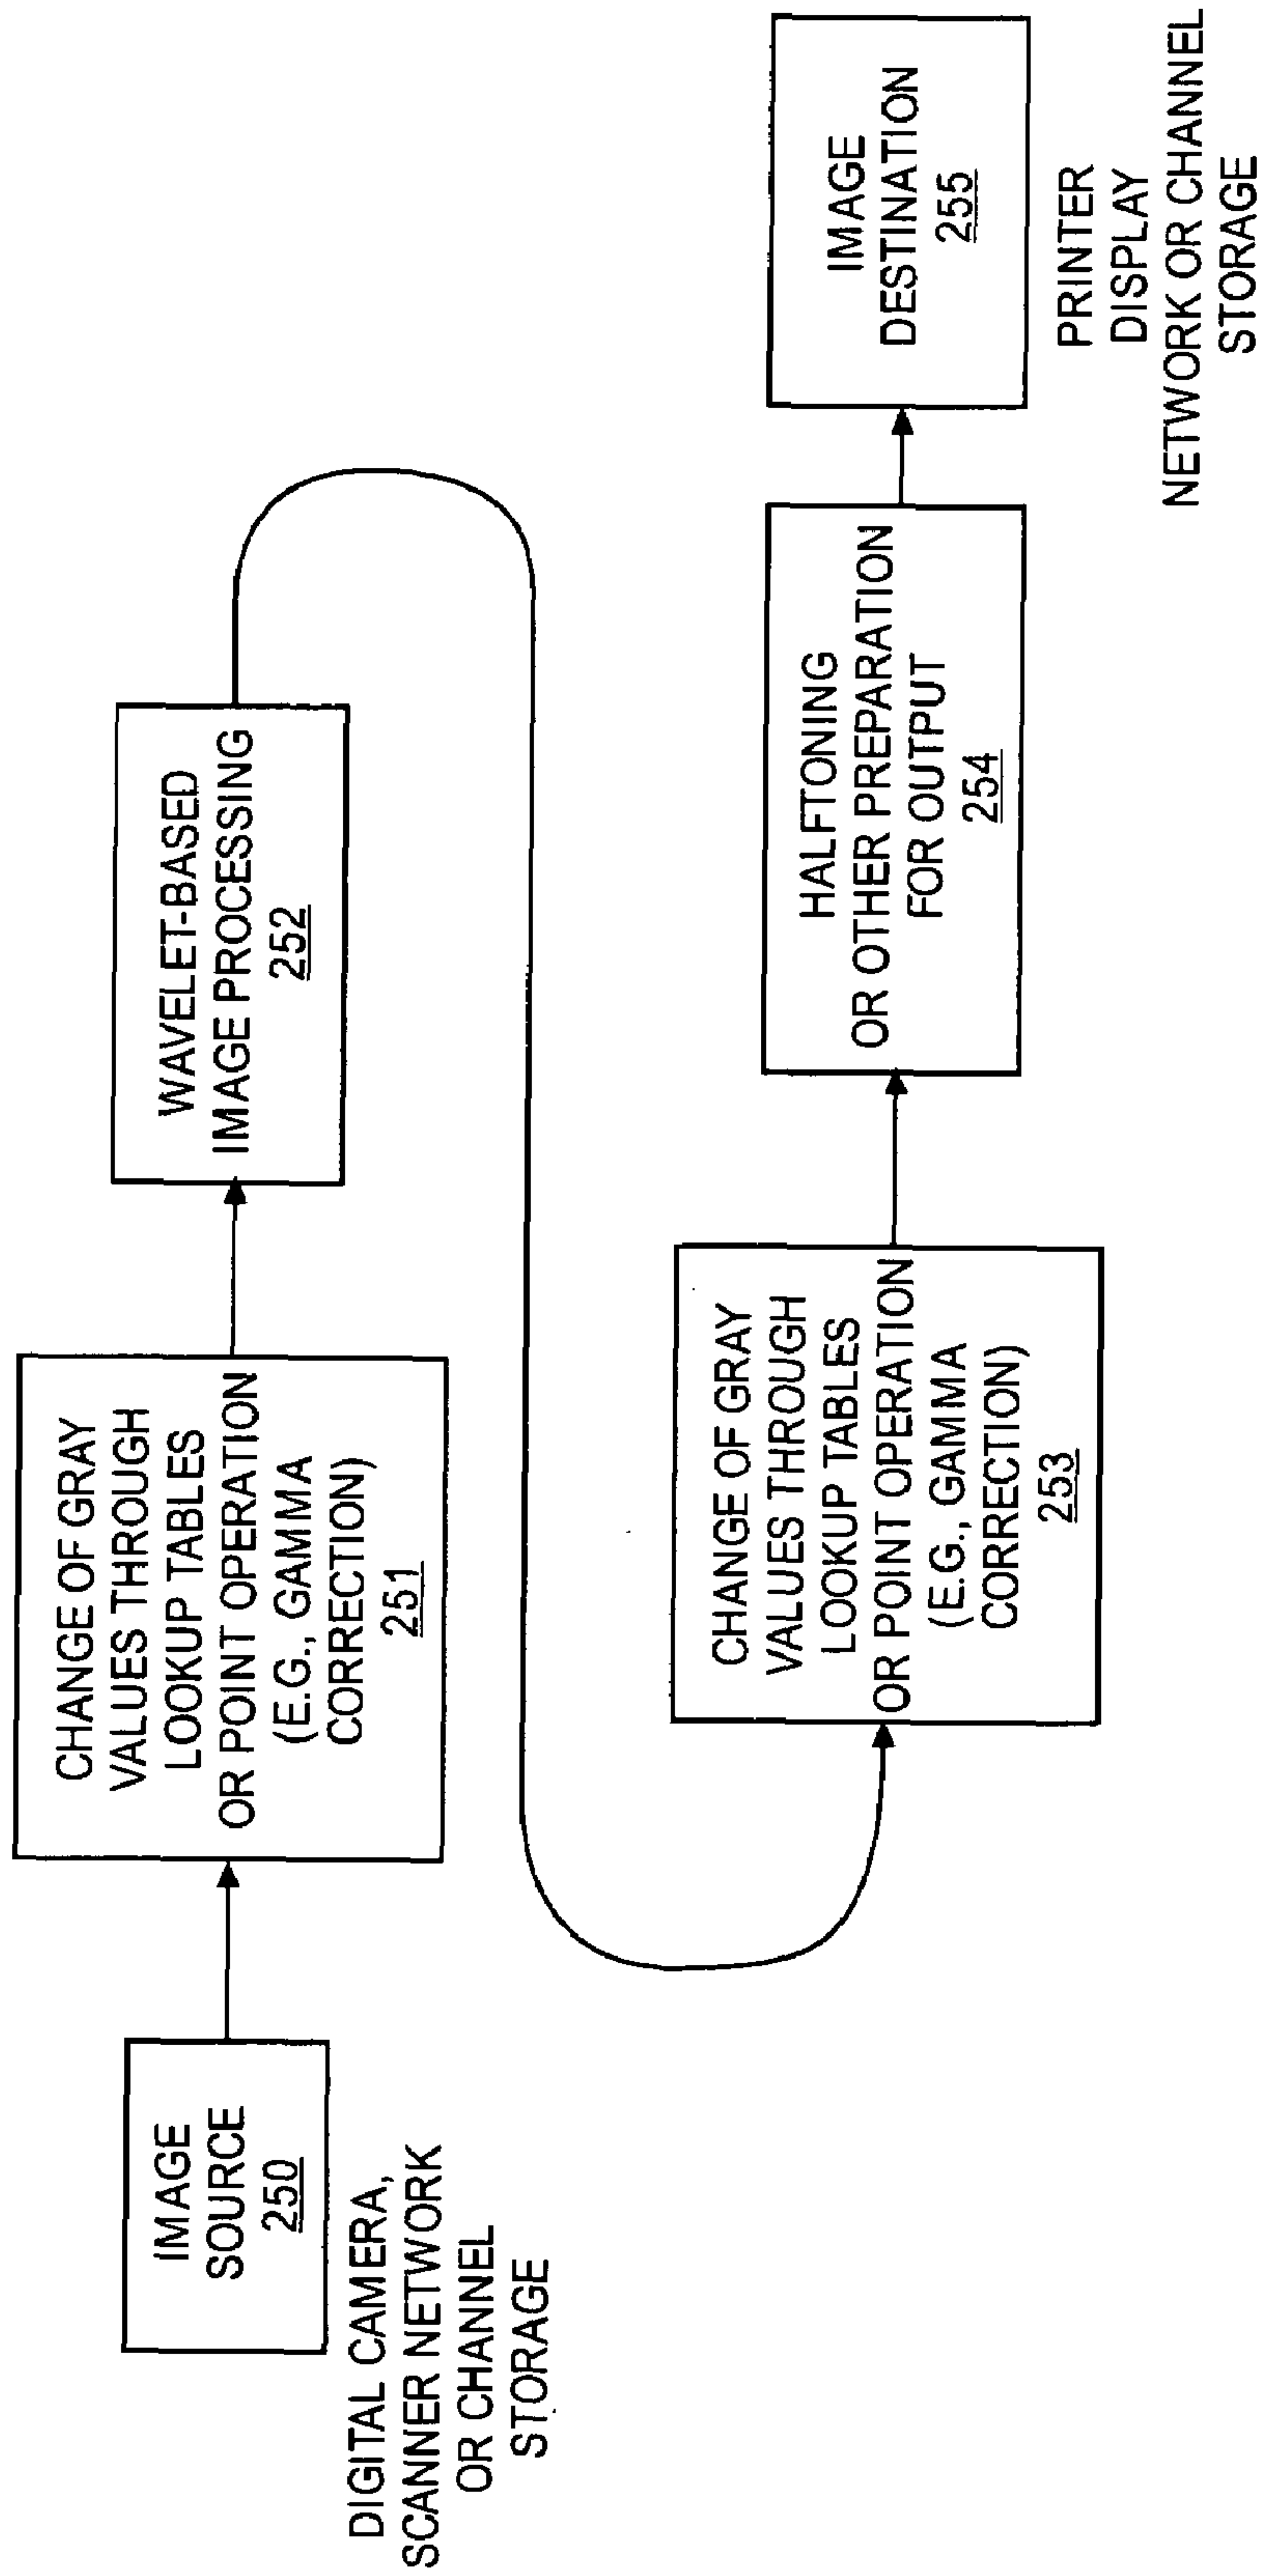 IMAGE
SOURCE
250
DIGITAL CAMERA,
SCANNER NETWORK
OR CHANNEL
STORAGE
CHANGE OF GRAY
VALUES THROUGH
LOOKUP TABLES
OR POINT OPERATION
(E.G., GAMMA
CORRECTION)
251
WAVELET-BASED
IMAGE PROCESSING
252
CHANGE OF GRAY
VALUES THROUGH
LOOKUP TABLES
OR POINT OPERATION
(E.G., GAMMA
CORRECTION)
253
HALFTONING
OR OTHER PREPARATION
FOR OUTPUT
254
IMAGE
DESTINATION
255
PRINTER
DISPLAY
NETWORK OR CHANNEL
STORAGE